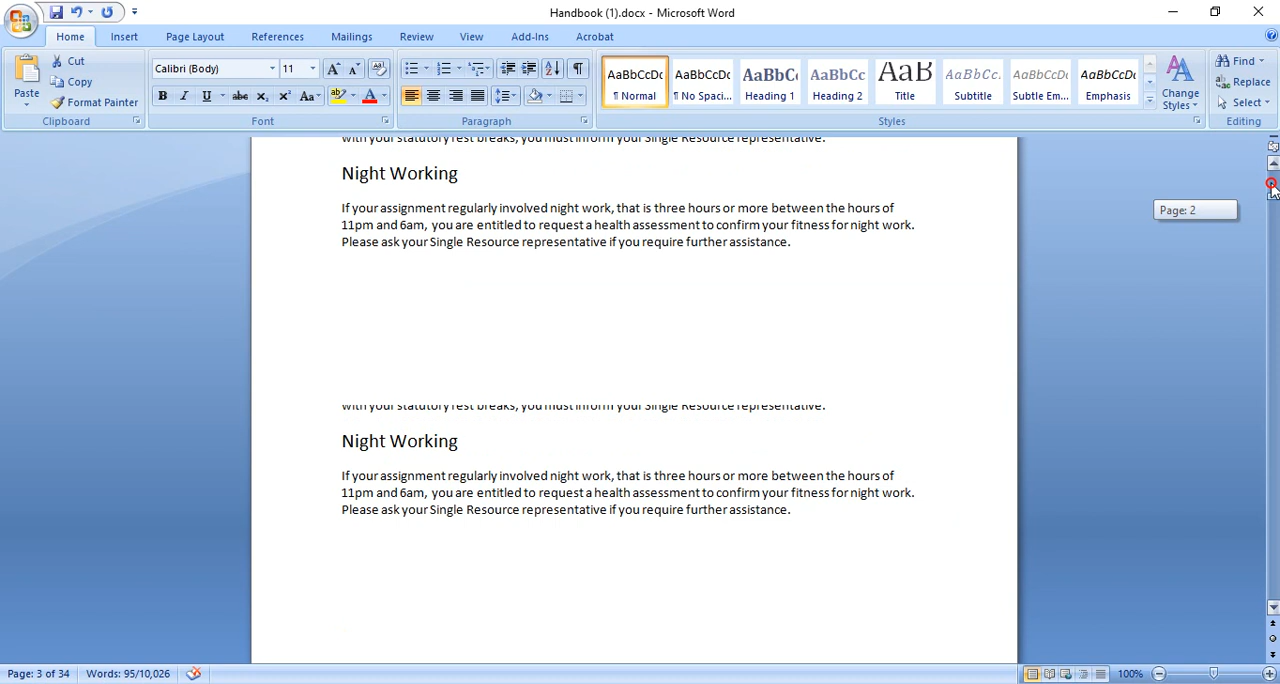 Handbook (1).docx - Microsoft Word
Home Insert Page Layout References Mailings Review View Add-Ins Acrobat
Paste
Cut
Copy
Format Painter
Clipboard
Calibri (Body) 11
B I U abc X₂ X² Aa A
Font
Paragraph
AaBbCcDc AaBbCcDc AaBbCc AaBbCc AaB AaBbCc. AaBbCcDc AaBbCcDc
¶ Normal ¶ No Spaci... Heading 1 Heading 2 Title Subtitle Subtle Em... Emphasis
Change
Styles
Styles
Find
Replace
Select
Editing
with your statutory rest breaks, you must inform your Single Resource representative.
Night Working
If your assignment regularly involved night work, that is three hours or more between the hours of
11pm and 6am, you are entitled to request a health assessment to confirm your fitness for night work.
Please ask your Single Resource representative if you require further assistance.
Page: 2
with your statutory rest breaks, you must inform your Single Resource representative.
Night Working
If your assignment regularly involved night work, that is three hours or more between the hours of
11pm and 6am, you are entitled to request a health assessment to confirm your fitness for night work.
Please ask your Single Resource representative if you require further assistance.
Page: 3 of 34 Words: 95/10,026 100%